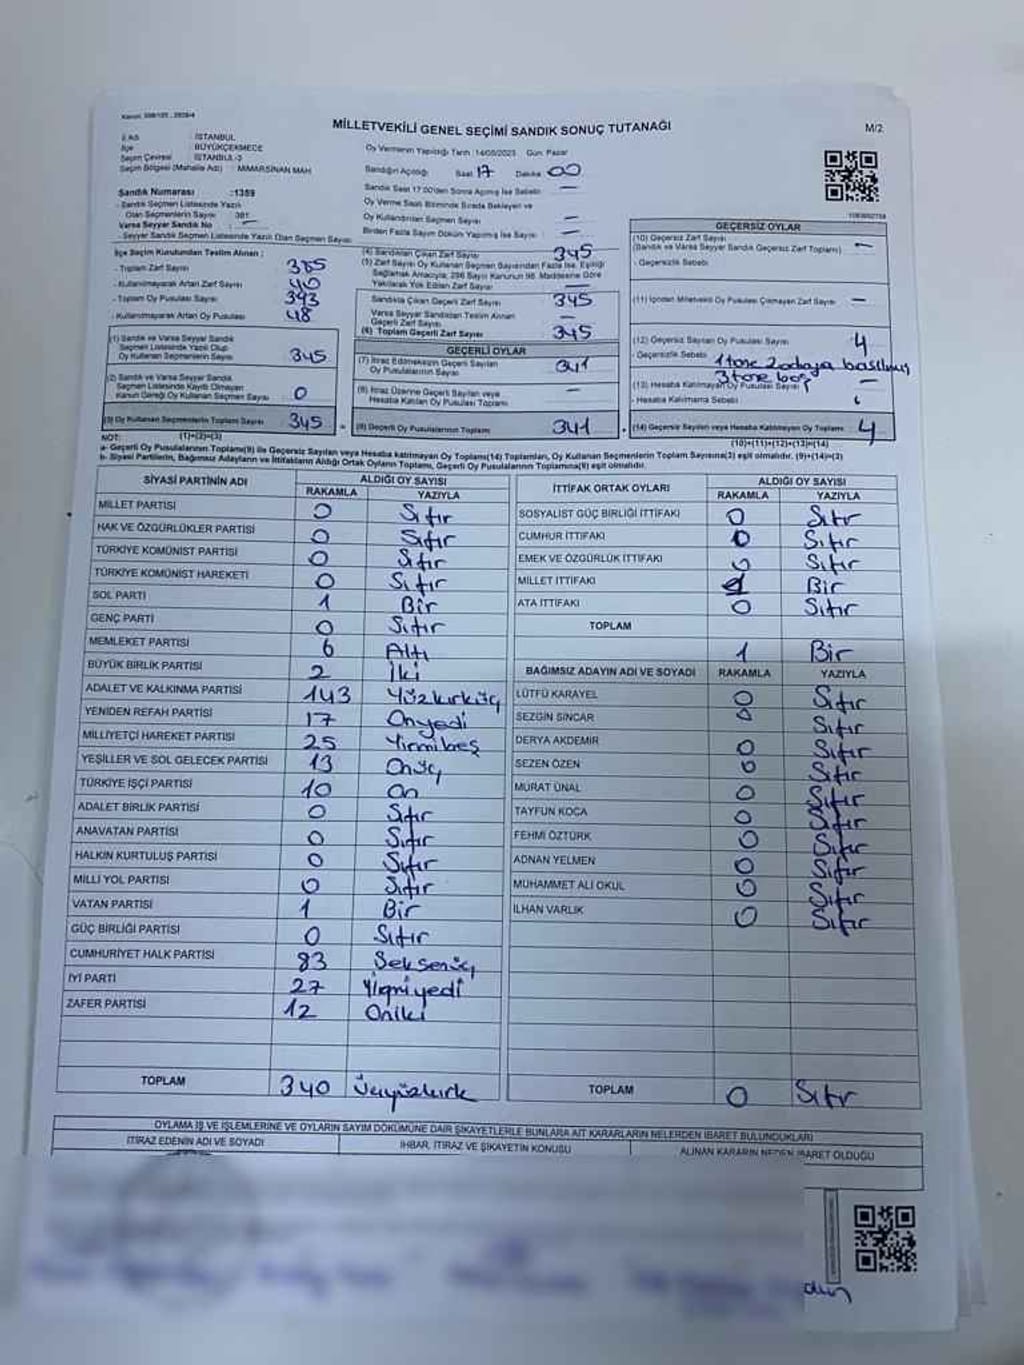 MİLLETVEKİLİ GENEL SEÇİMİ SANDIK SONUÇ TUTANAĞI
M/2
İli Adı : İSTANBUL
İlçe : BÜYÜKÇEKMECE
Seçim Çevresi : İSTANBUL-3
Seçim Bölgesi (Mahalle Adı) : MİMARSİNAN MAH
Sandık Numarası :1359
- Sandık Seçmen Listesinde Yazılı
Olan Seçmenlerin Sayısı 381
Varsa Seyyar Sandık No —
- Seyyar Sandık Seçmen Listesinde Yazılı Olan Seçmen Sayısı
İlçe Seçim Kurulundan Teslim Alınan :
- Toplam Zarf Sayısı 385
- Kullanılmayarak Artan Zarf Sayısı 40
- Toplam Oy Pusulası Sayısı 393
- Kullanılmayarak Artan Oy Pusulası 48
(1) Sandık ve Varsa Seyyar Sandık
Seçmen Listesinde Yazılı Olup
Oy Kullanan Seçmenlerin Sayısı 345
(2) Sandık ve Varsa Seyyar Sandık
Seçmen Listesinde Kayıtlı Olmayan
Kanun Gereği Oy Kullanan Seçmen Sayısı 0
(3) Oy Kullanan Seçmenlerin Toplam Sayısı 345
(1)+(2)=(3)
Oy Vermenin Yapıldığı Tarih :14/05/2023 Gün: Pazar
Sandığın Açıldığı Saat 17 Dakika 00
Sandık Saat 17.00'den Sonra Açılmış İse Sebebi —
Oy Verme Saati Bitiminde Sırada Bekleyen ve
Oy Kullandırılan Seçmen Sayısı —
Birden Fazla Sayım Döküm Yapılmış İse Sayısı —
(4) Sandıktan Çıkan Zarf Sayısı 345
(5) Zarf Sayısı Oy Kullanan Seçmen Sayısından Fazla İse, Eşitliği
Sağlamak Amacıyla, 298 Sayılı Kanunun 98. Maddesine Göre
Yakılarak Yok Edilen Zarf Sayısı —
Sandıkta Çıkan Geçerli Zarf Sayısı 345
Varsa Seyyar Sandıktan Teslim Alınan
Geçerli Zarf Sayısı —
(6) Toplam Geçerli Zarf Sayısı 345
GEÇERLİ OYLAR
(7) İtiraz Edilmeksizin Geçerli Sayılan
Oy Pusulalarının Sayısı 341
(8) İtiraz Üzerine Geçerli Sayılan veya
Hesaba Katılan Oy Pusulası Toplamı —
(9) Geçerli Oy Pusulalarının Toplamı 341
GEÇERSİZ OYLAR
(10) Geçersiz Zarf Sayısı
(Sandık ve Varsa Seyyar Sandık Geçersiz Zarf Toplamı) —
- Geçersizlik Sebebi
(11) İçinden Milletvekili Oy Pusulası Çıkmayan Zarf Sayısı —
(12) Geçersiz Sayılan Oy Pusulası Sayısı 4
- Geçersizlik Sebebi 1 tane 2 adaya basılmış
3 tane boş
(13) Hesaba Katılmayan Oy Pusulası Sayısı —
- Hesaba Katılmama Sebebi
(14) Geçersiz Sayılan veya Hesaba Katılmayan Oy Toplamı 4
(10)+(11)+(12)+(13)=(14)
NOT:
a- Geçerli Oy Pusulaları Toplamı(9) ile Geçersiz Sayılan veya Hesaba katılmayan Oy Toplamı(14) Toplamları, Oy Kullanan Seçmenlerin Toplam Sayısına(3) eşit olmalıdır. (9)+(14)=(3)
b- Siyasi Partilerin, Bağımsız Adayların ve İttifakların Aldığı Ortak Oyların Toplamı, Geçerli Oy Pusulalarının Toplamına(9) eşit olmalıdır.
SİYASİ PARTİNİN ADI ALDIĞI OY SAYISI
RAKAMLA YAZIYLA
MİLLET PARTİSİ 0 Sıfır
HAK VE ÖZGÜRLÜKLER PARTİSİ 0 Sıfır
TÜRKİYE KOMÜNİST PARTİSİ 0 Sıfır
TÜRKİYE KOMÜNİST HAREKETİ 0 Sıfır
SOL PARTİ 1 Bir
GENÇ PARTİ 0 Sıfır
MEMLEKET PARTİSİ 6 Altı
BÜYÜK BİRLİK PARTİSİ 2 İki
ADALET VE KALKINMA PARTİSİ 143 Yüzkırküç
YENİDEN REFAH PARTİSİ 17 Onyedi
MİLLİYETÇİ HAREKET PARTİSİ 25 Yirmibeş
YEŞİLLER VE SOL GELECEK PARTİSİ 13 Onüç
TÜRKİYE İŞÇİ PARTİSİ 10 On
ADALET BİRLİK PARTİSİ 0 Sıfır
ANAVATAN PARTİSİ 0 Sıfır
HALKIN KURTULUŞ PARTİSİ 0 Sıfır
MİLLİ YOL PARTİSİ 0 Sıfır
VATAN PARTİSİ 1 Bir
GÜÇ BİRLİĞİ PARTİSİ 0 Sıfır
CUMHURİYET HALK PARTİSİ 83 Seksenüç
İYİ PARTİ 27 Yirmiyedi
ZAFER PARTİSİ 12 Oniki
TOPLAM 340 Üçyüzkırk
İTTİFAK ORTAK OYLARI ALDIĞI OY SAYISI
RAKAMLA YAZIYLA
SOSYALİST GÜÇ BİRLİĞİ İTTİFAKI 0 Sıfır
CUMHUR İTTİFAKI 0 Sıfır
EMEK VE ÖZGÜRLÜK İTTİFAKI 0 Sıfır
MİLLET İTTİFAKI 1 Bir
ATA İTTİFAKI 0 Sıfır
TOPLAM 1 Bir
BAĞIMSIZ ADAYIN ADI VE SOYADI RAKAMLA YAZIYLA
LÜTFÜ KARAYEL 0 Sıfır
SEZGİN SİNCAR 0 Sıfır
DERYA AKDEMİR 0 Sıfır
SEZEN ÖZEN 0 Sıfır
MURAT ÜNAL 0 Sıfır
TAYFUN KOCA 0 Sıfır
FEHMİ ÖZTÜRK 0 Sıfır
ADNAN YELMEN 0 Sıfır
MUHAMMET ALİ OKUL 0 Sıfır
İLHAN VARLIK 0 Sıfır
TOPLAM 0 Sıfır
OYLAMA İŞ VE İŞLEMLERİNE VE OYLARIN SAYIM DÖKÜMÜNE DAİR ŞİKAYETLERLE BUNLARA AİT KARARLARIN NELERDEN İBARET BULUNDUKLARI
İTİRAZ EDENİN ADI VE SOYADI İHBAR, İTİRAZ VE ŞİKAYETİN KONUSU ALINAN KARARIN NEDEN İBARET OLDUĞU